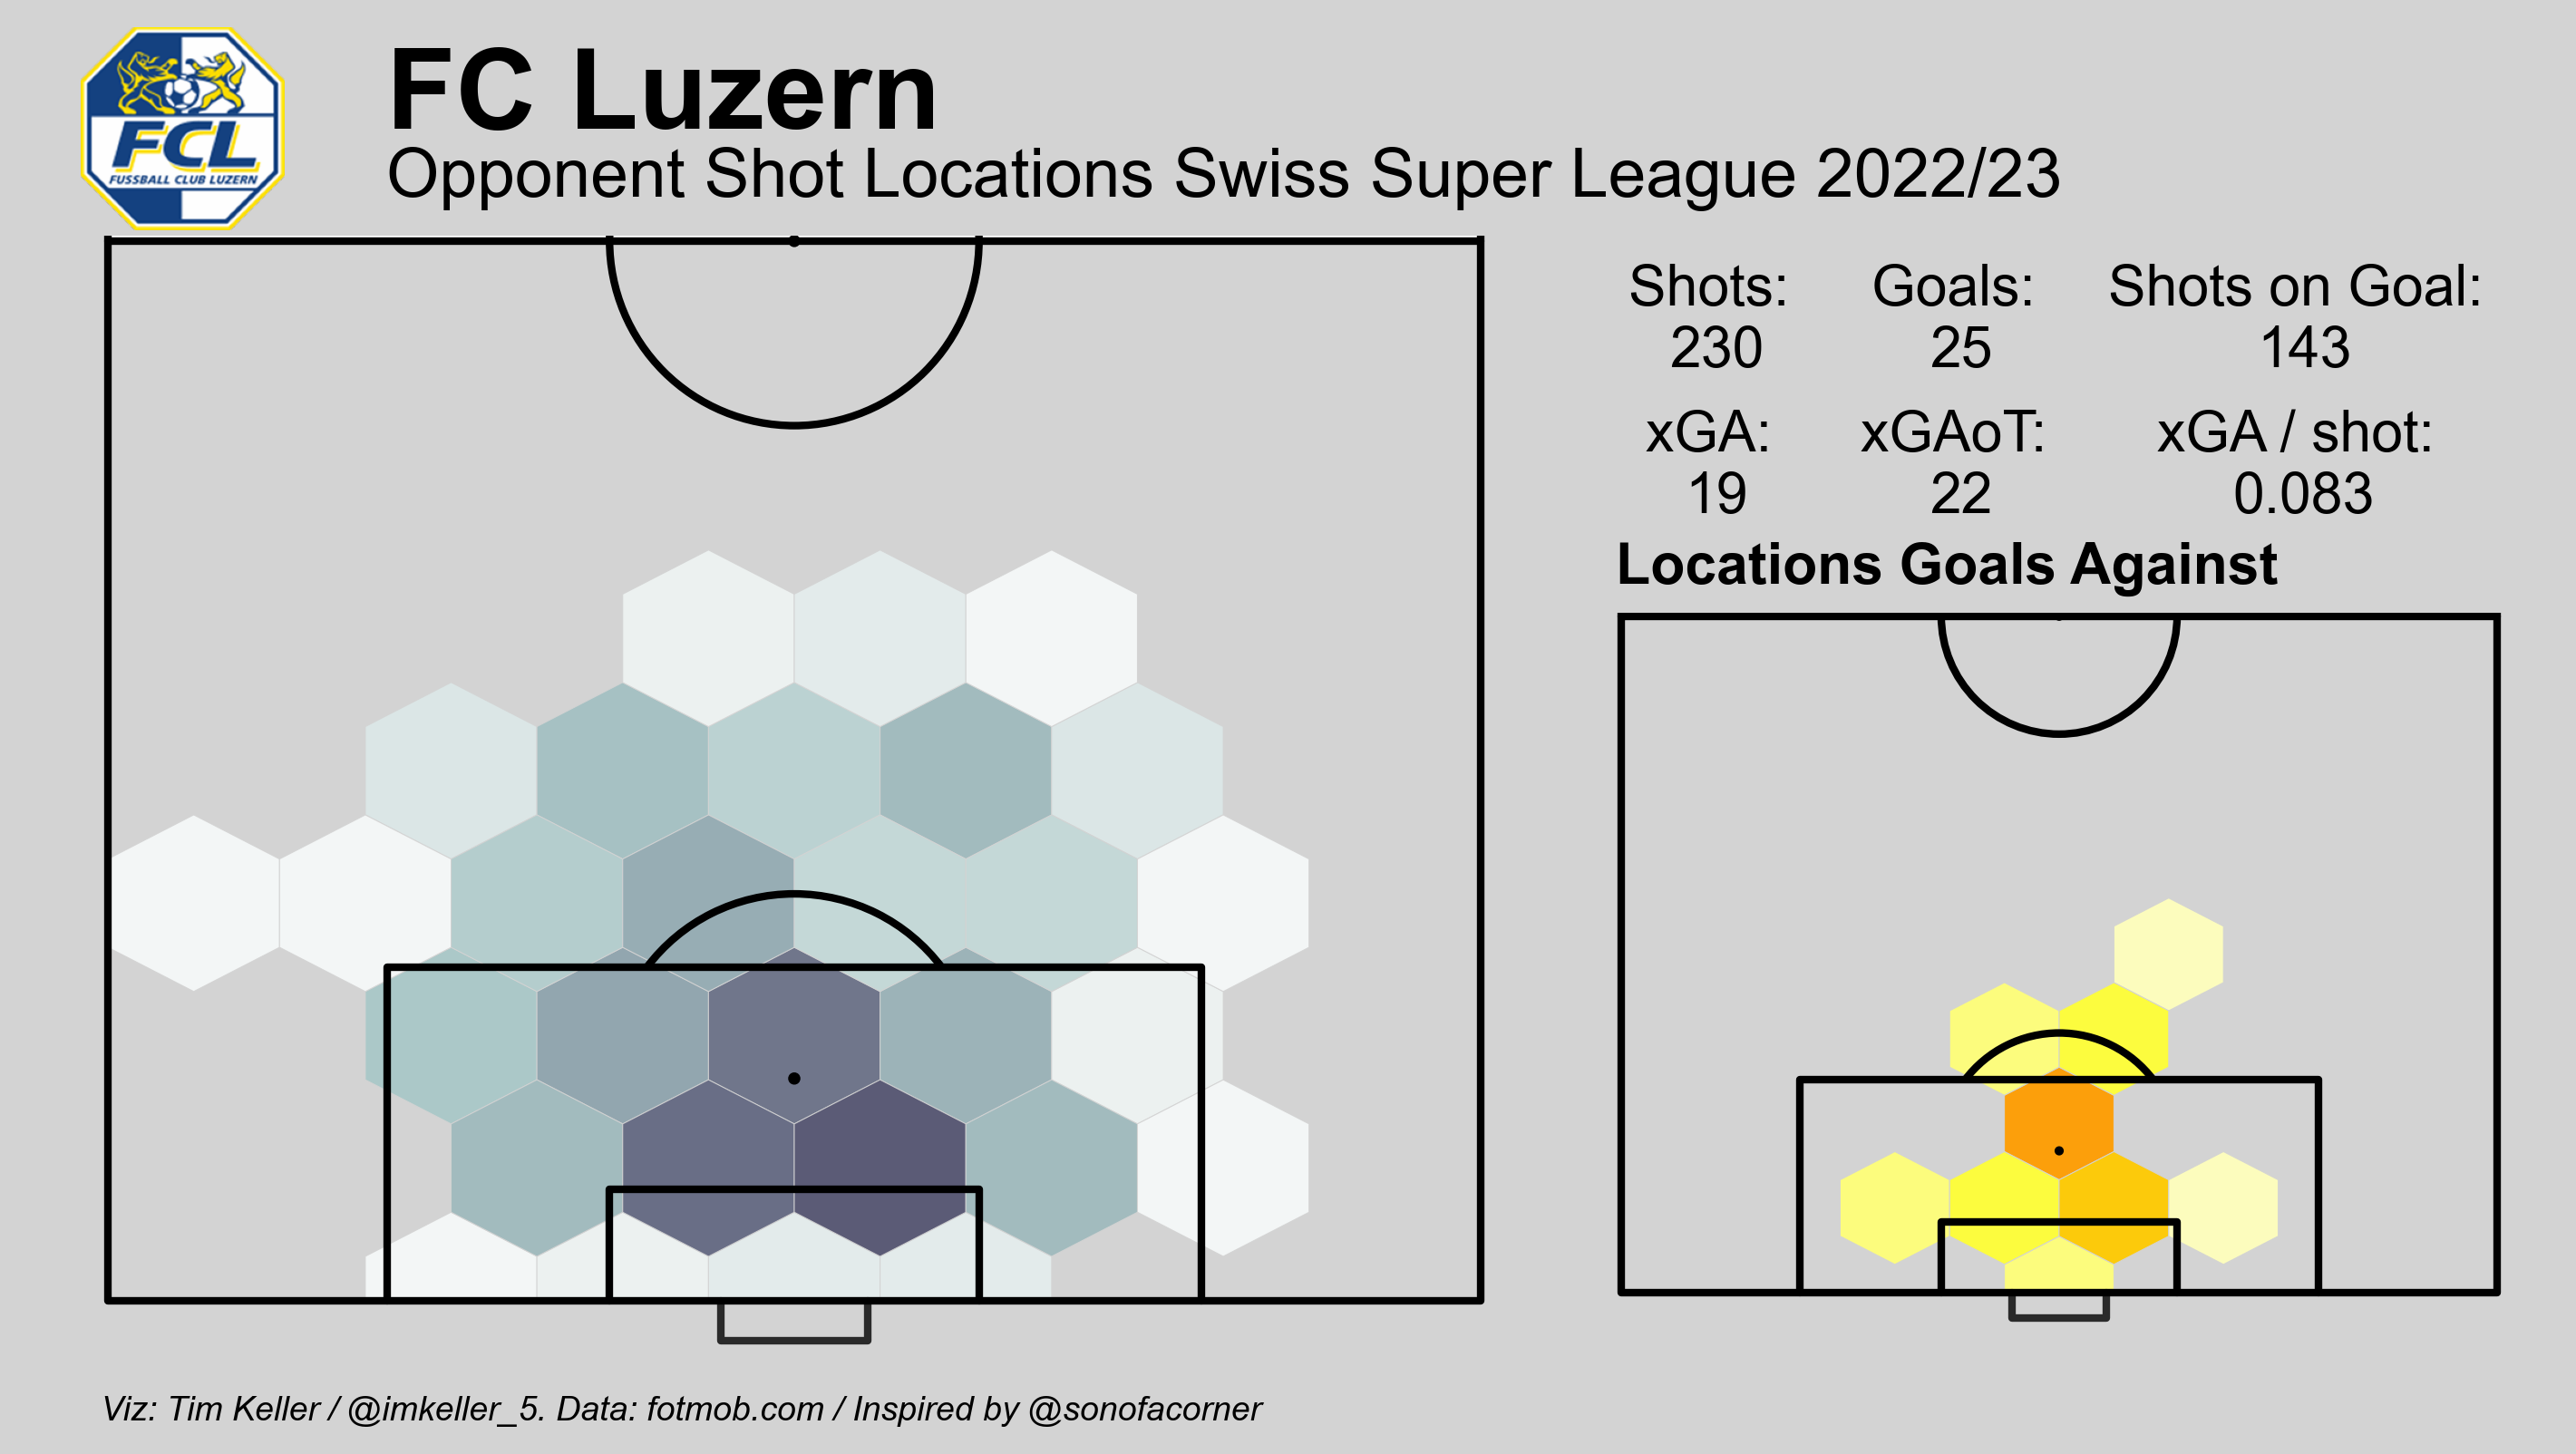 FCL
FUSSBALL CLUB LUZERN
FC Luzern
Opponent Shot Locations Swiss Super League 2022/23
Shots: Goals: Shots on Goal:
230 25 143
xGA: xGAoT: xGA / shot:
19 22 0.083
Locations Goals Against
Viz: Tim Keller / @imkeller_5. Data: fotmob.com / Inspired by @sonofacorner